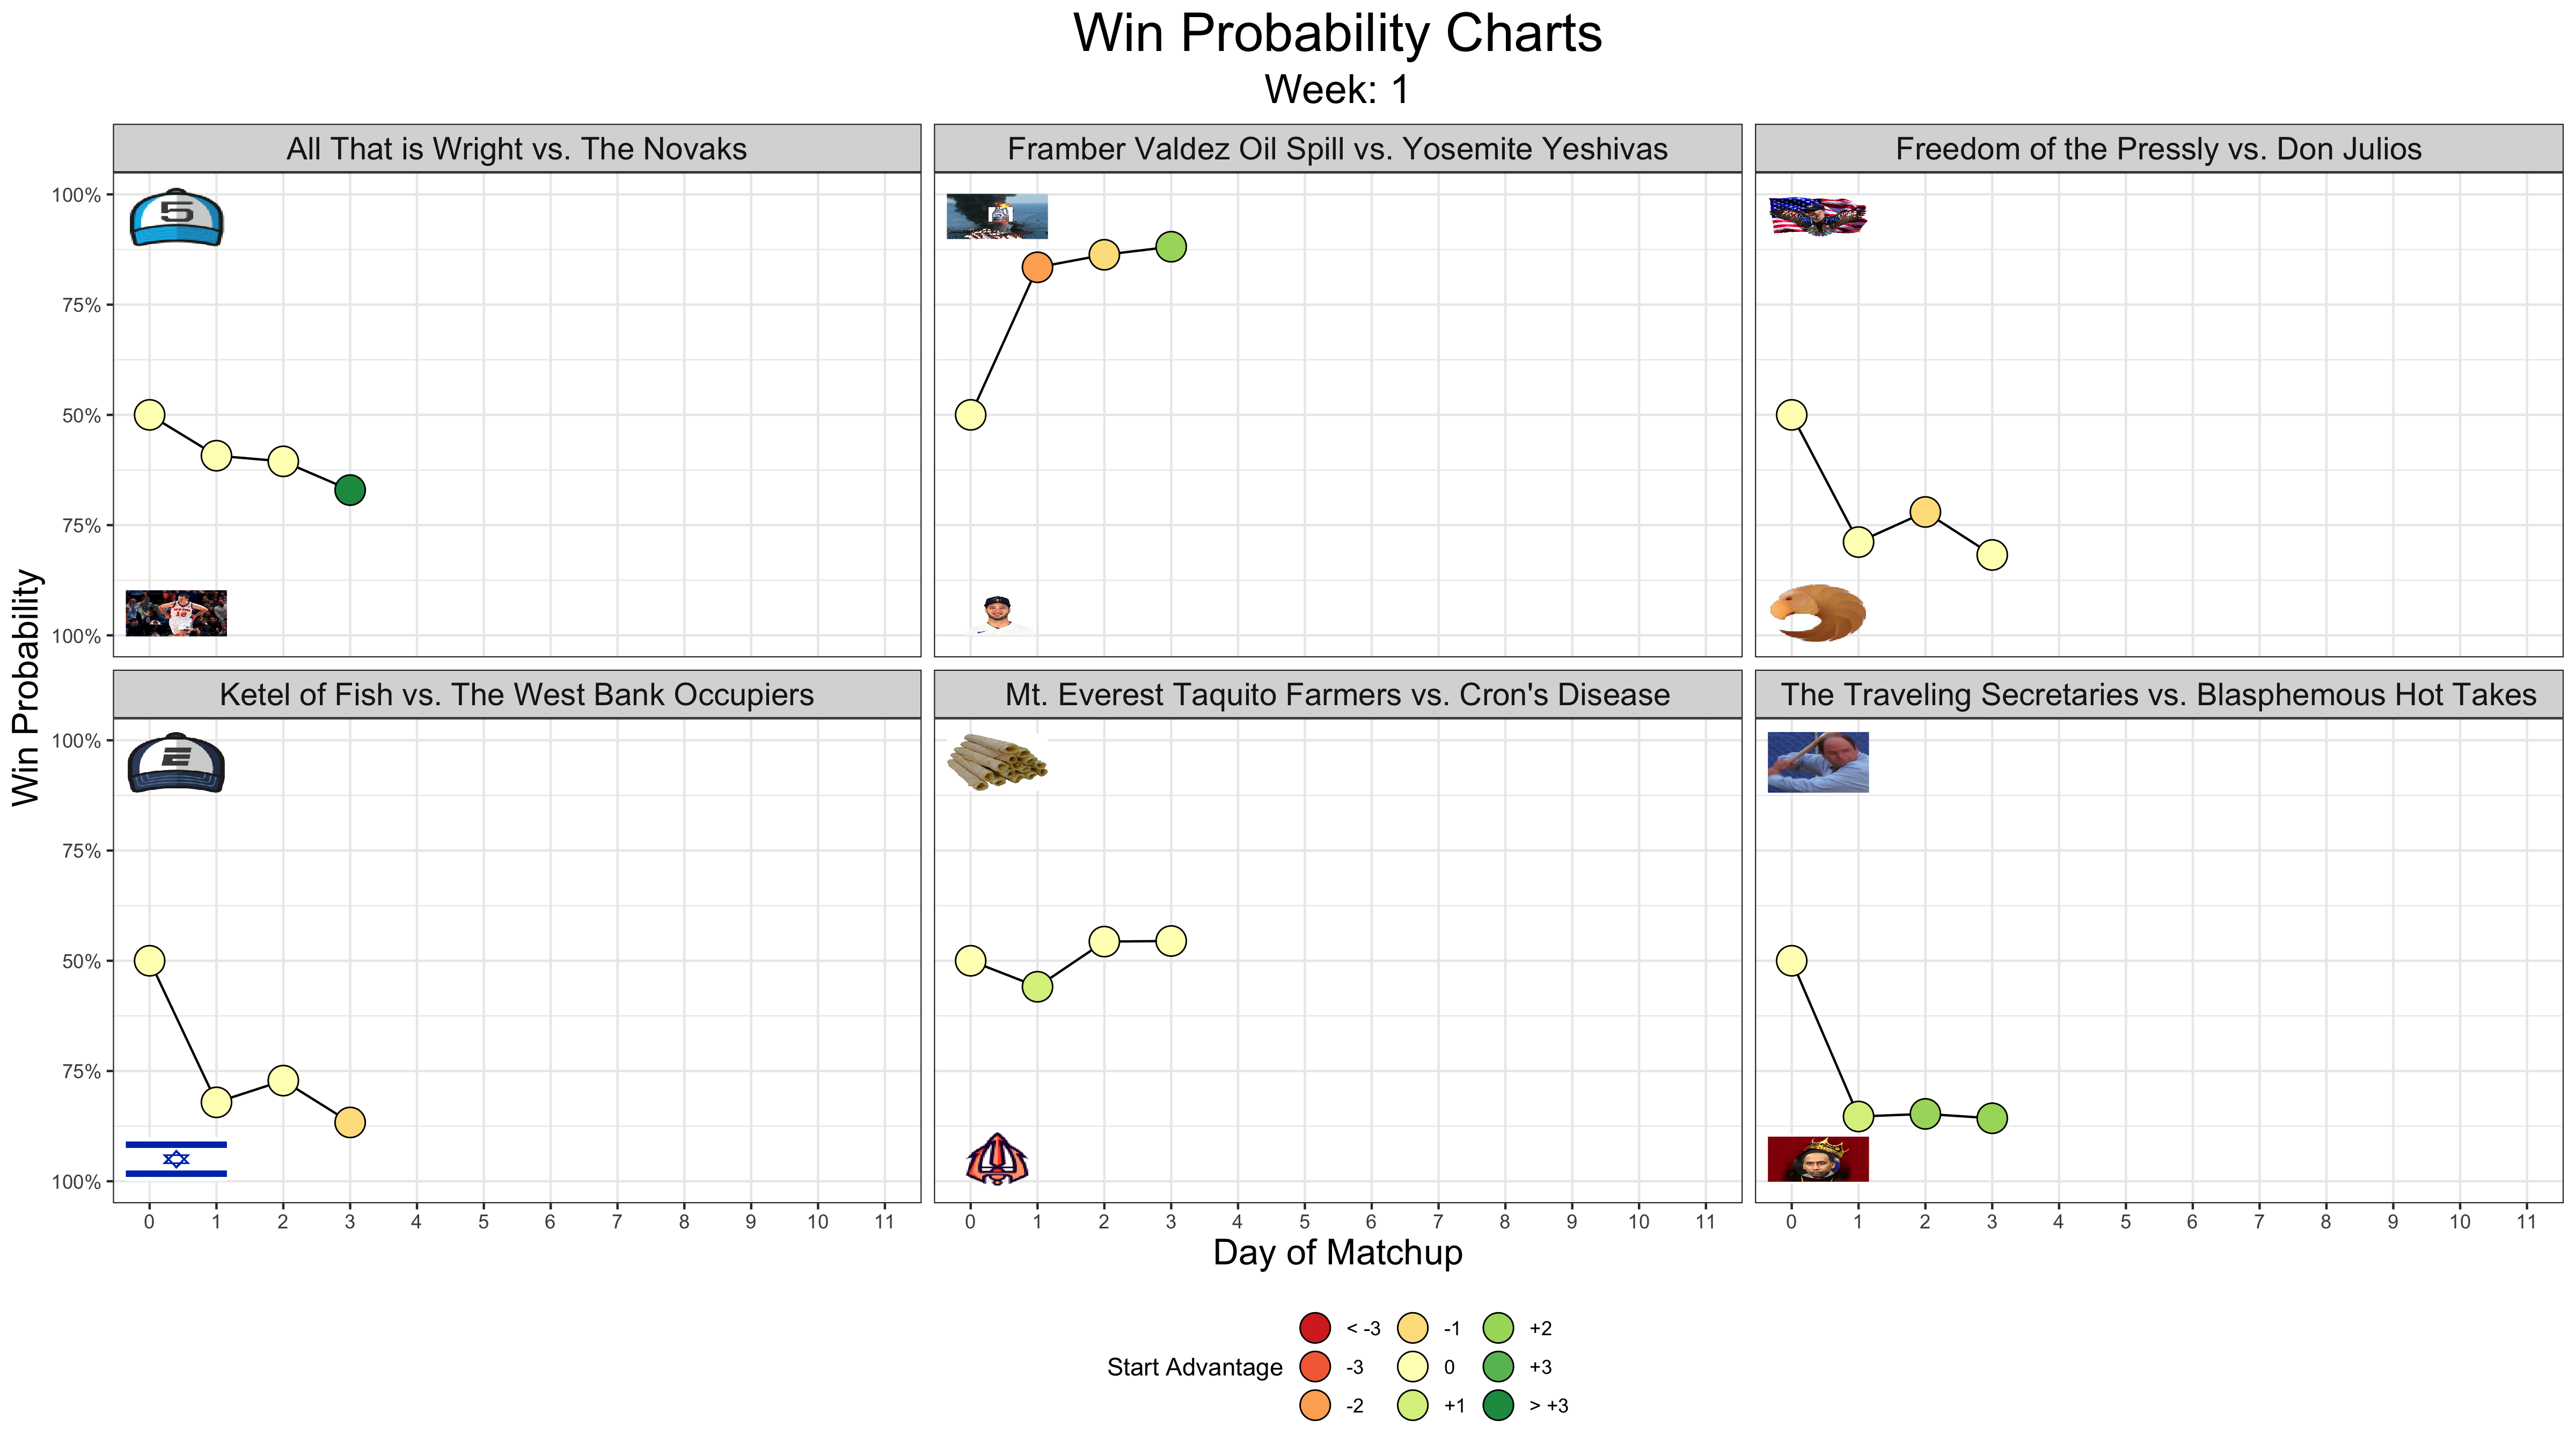 Win Probability Charts
Week: 1
All That is Wright vs. The Novaks
Framber Valdez Oil Spill vs. Yosemite Yeshivas
Freedom of the Pressly vs. Don Julios
100%
75%
50%
75%
100%
5
Win Probability
Ketel of Fish vs. The West Bank Occupiers
Mt. Everest Taquito Farmers vs. Cron's Disease
The Traveling Secretaries vs. Blasphemous Hot Takes
100%
75%
50%
75%
100%
0 1 2 3 4 5 6 7 8 9 10 11
0 1 2 3 4 5 6 7 8 9 10 11
0 1 2 3 4 5 6 7 8 9 10 11
Day of Matchup
Start Advantage
< -3 -1 +2
-3 0 +3
-2 +1 > +3